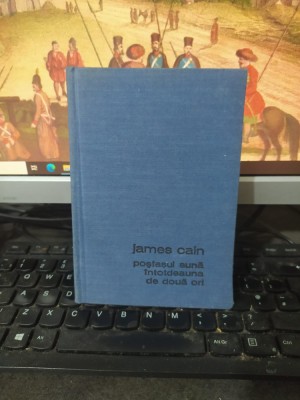 james cain
poştaşul sună
întotdeauna
de două ori